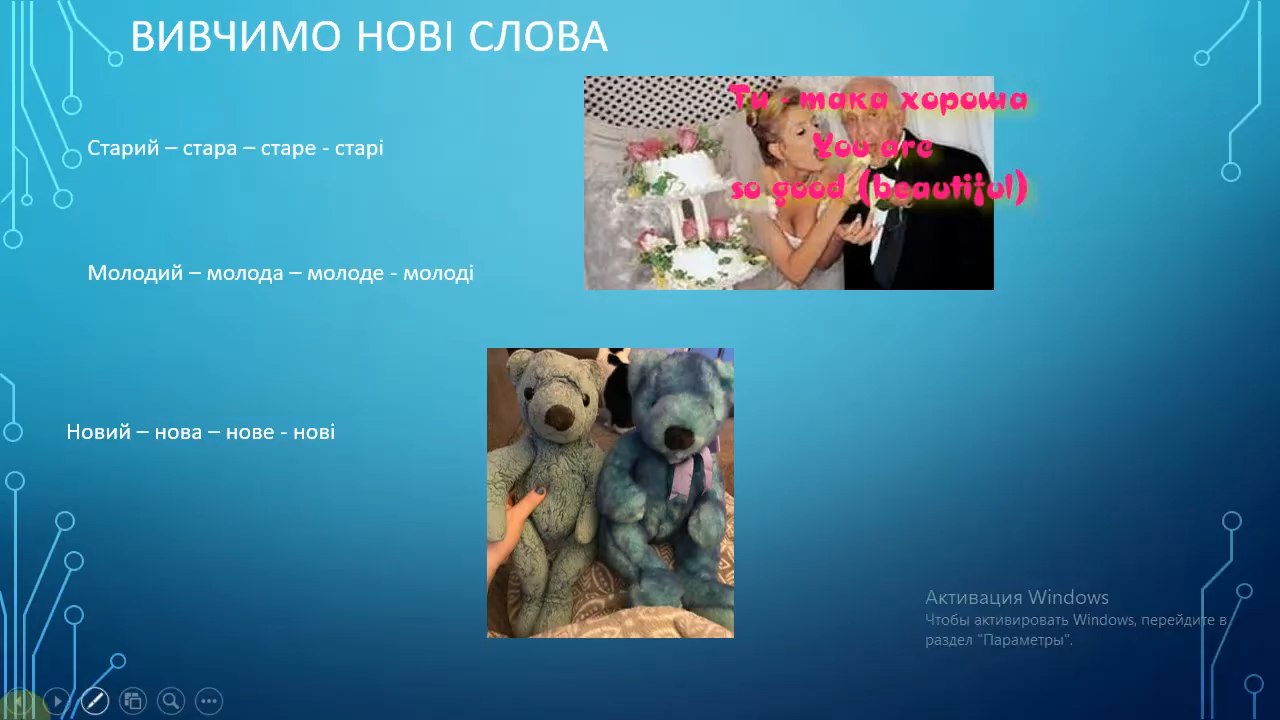 ВИВЧИМО НОВІ СЛОВА
Старий – стара – старе - старі
Ти - така хороша
You are
so good (beautiful)
Молодий – молода – молоде - молоді
Новий – нова – нове - нові
Активация Windows
Чтобы активировать Windows, перейдите в
раздел "Параметры".